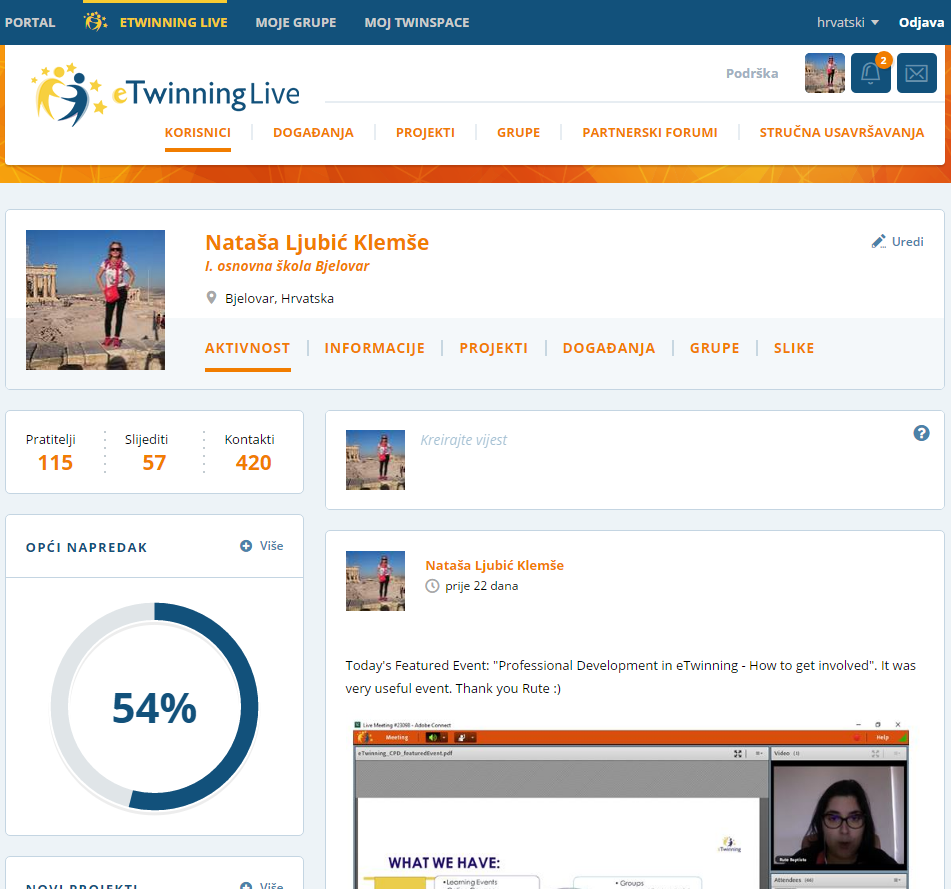 PORTAL ETWINNING LIVE MOJE GRUPE MOJ TWINSPACE hrvatski Odjava
Podrška 2
eTwinning Live
KORISNICI DOGAĐANJA PROJEKTI GRUPE PARTNERSKI FORUMI STRUČNA USAVRŠAVANJA
Nataša Ljubić Klemše
Uredi
I. osnovna škola Bjelovar
Bjelovar, Hrvatska
AKTIVNOST INFORMACIJE PROJEKTI DOGAĐANJA GRUPE SLIKE
Pratitelji Slijediti Kontakti
115 57 420
Kreirajte vijest
?
OPĆI NAPREDAK Više
54%
NOVI PROJEKTI Više
Nataša Ljubić Klemše
prije 22 dana
Today's Featured Event: "Professional Development in eTwinning - How to get involved". It was
very useful event. Thank you Rute :)
Live Meeting #23098 - Adobe Connect
Meeting Help
eTwinning_CPD_featuredEvent.pdf Video (1)
Rute Baptista
eTwinning
WHAT WE HAVE:
Attendees (44)
•Learning Events • Groups